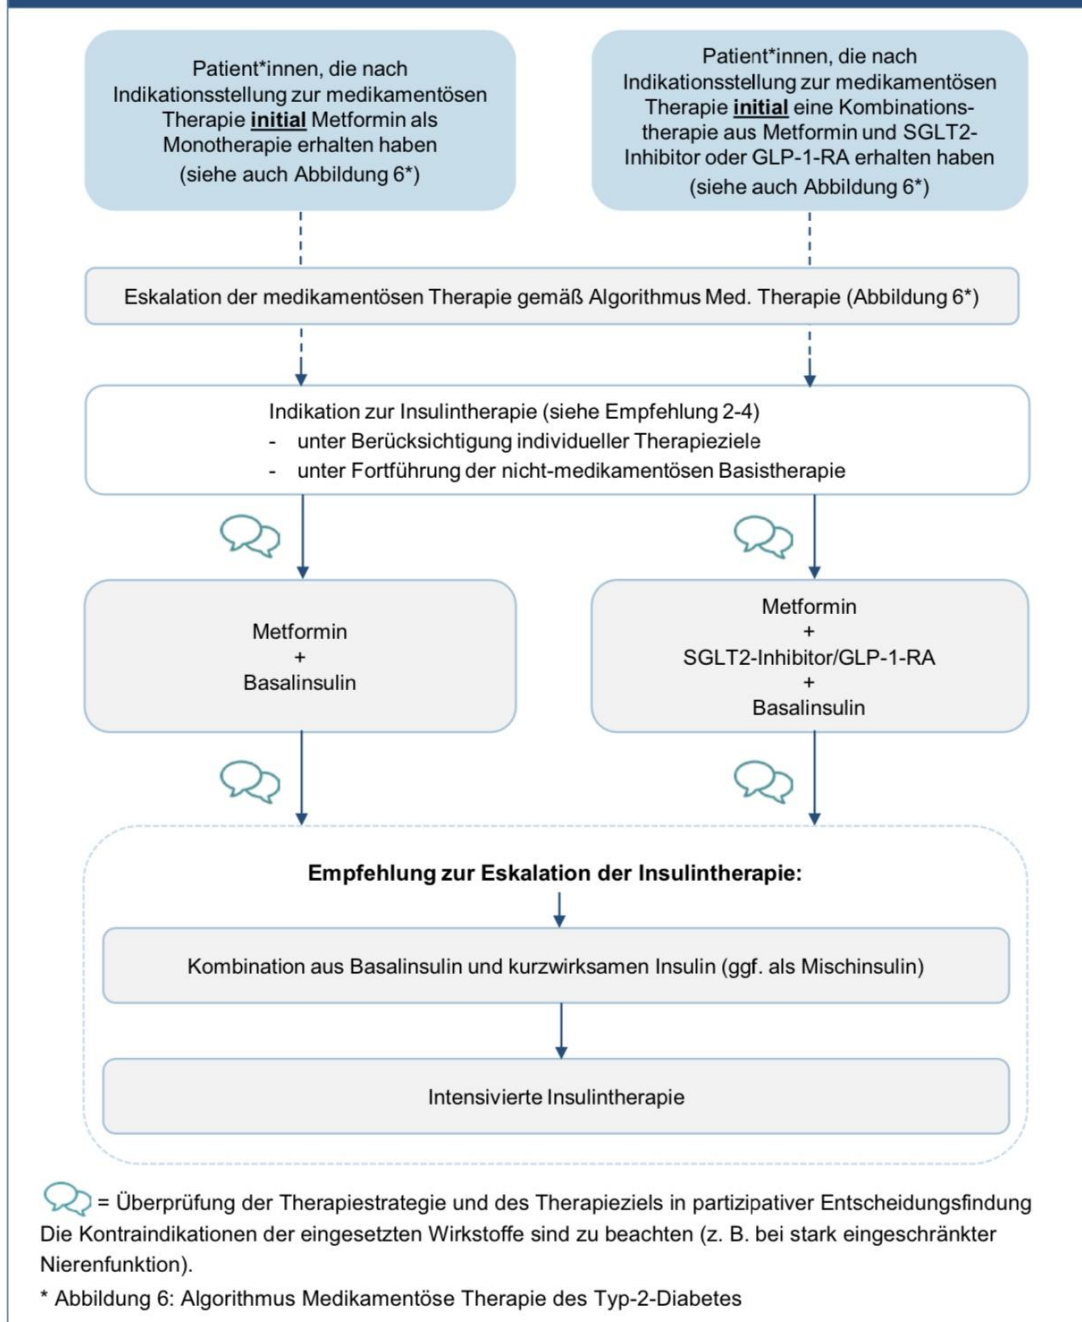 Patient*innen, die nach
Indikationsstellung zur medikamentösen
Therapie initial Metformin als
Monotherapie erhalten haben
(siehe auch Abbildung 6*)
Patient*innen, die nach
Indikationsstellung zur medikamentösen
Therapie initial eine Kombinations-
therapie aus Metformin und SGLT2-
Inhibitor oder GLP-1-RA erhalten haben
(siehe auch Abbildung 6*)
Eskalation der medikamentösen Therapie gemäß Algorithmus Med. Therapie (Abbildung 6*)
Indikation zur Insulintherapie (siehe Empfehlung 2-4)
- unter Berücksichtigung individueller Therapieziele
- unter Fortführung der nicht-medikamentösen Basistherapie
Metformin
+
Basalinsulin
Metformin
+
SGLT2-Inhibitor/GLP-1-RA
+
Basalinsulin
Empfehlung zur Eskalation der Insulintherapie:
Kombination aus Basalinsulin und kurzwirksamen Insulin (ggf. als Mischinsulin)
Intensivierte Insulintherapie
= Überprüfung der Therapiestrategie und des Therapieziels in partizipativer Entscheidungsfindung
Die Kontraindikationen der eingesetzten Wirkstoffe sind zu beachten (z. B. bei stark eingeschränkter
Nierenfunktion).
* Abbildung 6: Algorithmus Medikamentöse Therapie des Typ-2-Diabetes